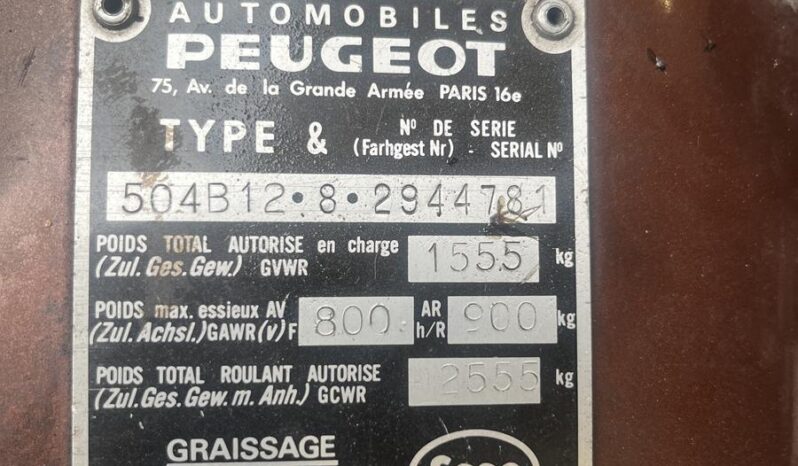 AUTOMOBILES
PEUGEOT
75, Av. de la Grande Armée PARIS 16e
TYPE & Nº DE SERIE
(Farhgest Nr) - SERIAL Nº
504B12•8•2944781
POIDS TOTAL AUTORISE en charge
(Zul. Ges. Gew.) GVWR 1555 kg
POIDS max. essieux AV
(Zul. Achsl.) GAWR (v) F 800 AR h/R 900 kg
POIDS TOTAL ROULANT AUTORISE
(Zul. Ges. Gew. m. Anh.) GCWR 2555 kg
GRAISSAGE